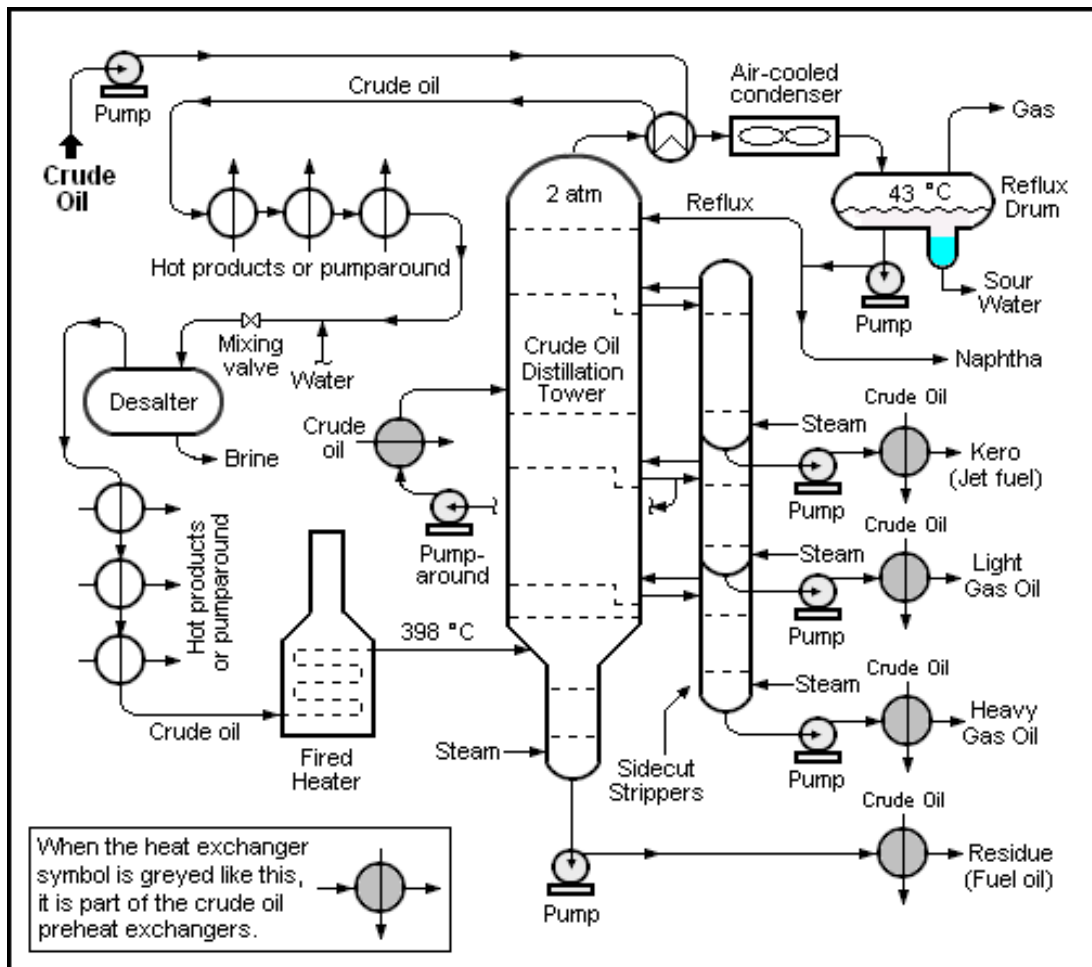 Pump
Crude
Oil
Crude oil
Air-cooled
condenser
Gas
2 atm
43 °C
Reflux
Drum
Reflux
Hot products or pumparound
Sour
Water
Pump
Mixing
valve
Water
Crude Oil
Distillation
Tower
Naphtha
Desalter
Brine
Crude
oil
Crude Oil
Steam
Kero
(Jet fuel)
Pump
Pump-
around
Hot products
or pumparound
Crude Oil
Steam
Light
Gas Oil
Pump
398 °C
Crude Oil
Steam
Heavy
Gas Oil
Pump
Crude oil
Fired
Heater
Steam
Sidecut
Strippers
Crude Oil
Residue
(Fuel oil)
Pump
When the heat exchanger
symbol is greyed like this,
it is part of the crude oil
preheat exchangers.